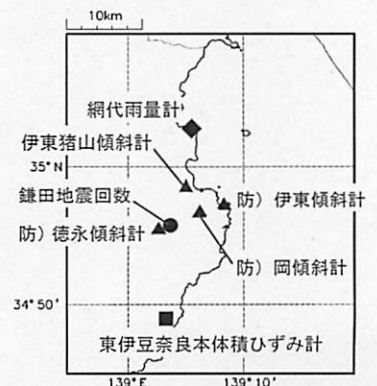 10km
網代雨量計
伊東猪山傾斜計
35°N
鎌田地震回数
防）伊東傾斜計
防）徳永傾斜計
防）岡傾斜計
34°50'
東伊豆奈良本体積ひずみ計
139°E
139°10'